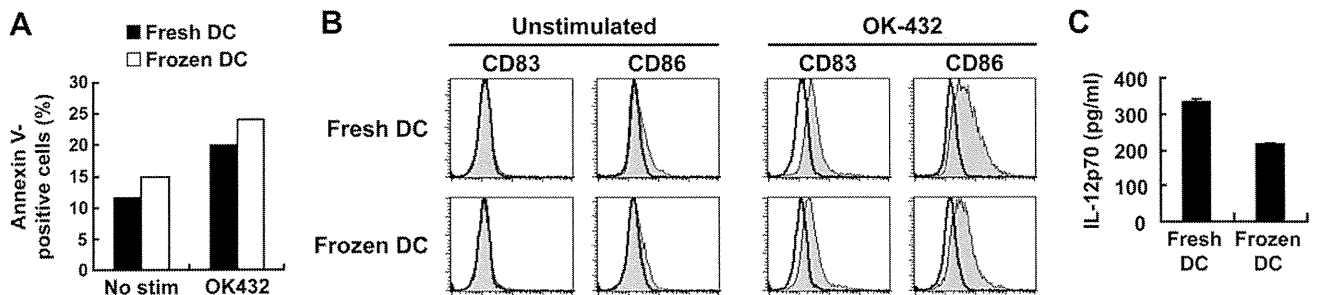 A
Fresh DC
Frozen DC
Annexin V-
positive cells (%)
30
25
20
15
10
5
0
No stim
OK432
B
Unstimulated
OK-432
CD83
CD86
CD83
CD86
Fresh DC
Frozen DC
C
IL-12p70 (pg/ml)
400
300
200
100
0
Fresh
DC
Frozen
DC